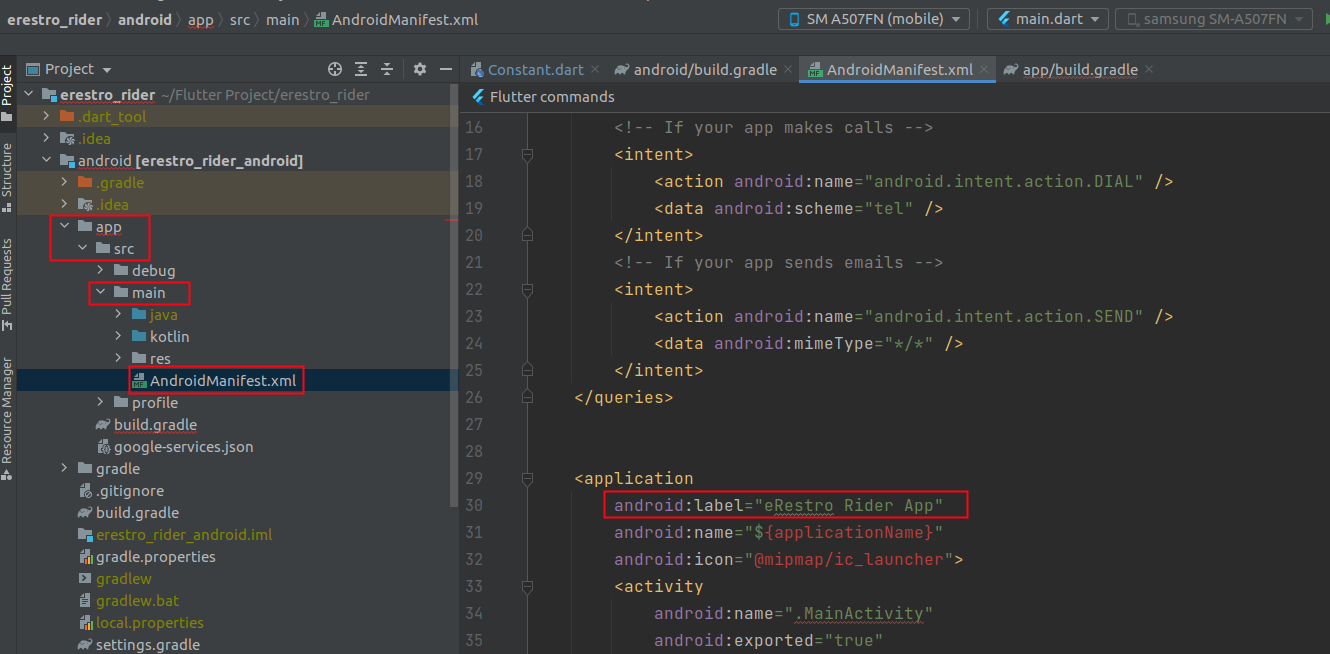 erestro_rider android app src main AndroidManifest.xml SM A507FN (mobile) main.dart samsung SM-A507FN
Project Constant.dart android/build.gradle AndroidManifest.xml app/build.gradle
Flutter commands
Project
Structure
Pull Requests
Resource Manager
erestro_rider ~/Flutter Project/erestro_rider
.dart_tool
.idea
android [erestro_rider_android]
.gradle
.idea
app
src
debug
main
java
kotlin
res
AndroidManifest.xml
profile
build.gradle
google-services.json
gradle
.gitignore
build.gradle
erestro_rider_android.iml
gradle.properties
gradlew
gradlew.bat
local.properties
settings.gradle
16 <!-- If your app makes calls -->
17 <intent>
18 <action android:name="android.intent.action.DIAL" />
19 <data android:scheme="tel" />
20 </intent>
21 <!-- If your app sends emails -->
22 <intent>
23 <action android:name="android.intent.action.SEND" />
24 <data android:mimeType="*/*" />
25 </intent>
26 </queries>
27
28
29 <application
30 android:label="eRestro Rider App"
31 android:name="${applicationName}"
32 android:icon="@mipmap/ic_launcher">
33 <activity
34 android:name=".MainActivity"
35 android:exported="true"